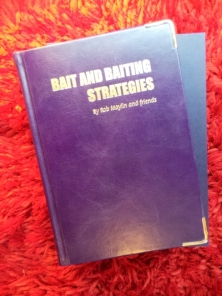 BAIT AND BAITING
STRATEGIES
By Rob Maylin and friends